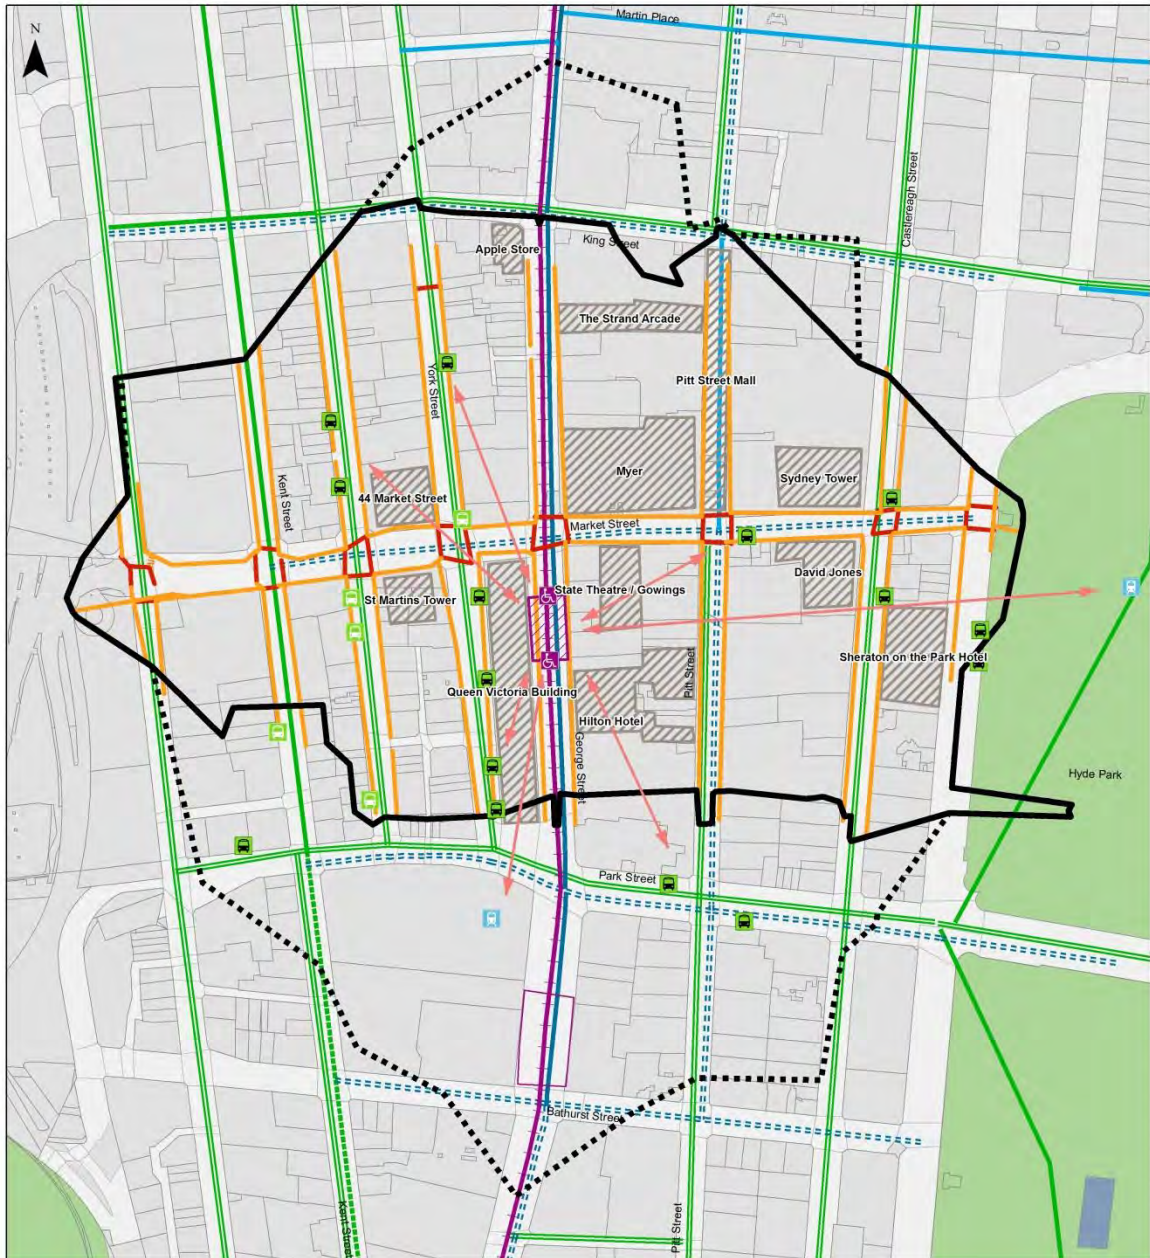 Martin Place
N
Castlereagh Street
King Street
Apple Store
The Strand Arcade
York Street
Pitt Street Mall
Myer
Sydney Tower
Kent Street
44 Market Street
Market Street
State Theatre / Gowings
David Jones
St Martins Tower
Sheraton on the Park Hotel
Pitt Street
Queen Victoria Building
Hilton Hotel
George Street
Hyde Park
Park Street
Bathurst Street
Kent Street
Pitt Street